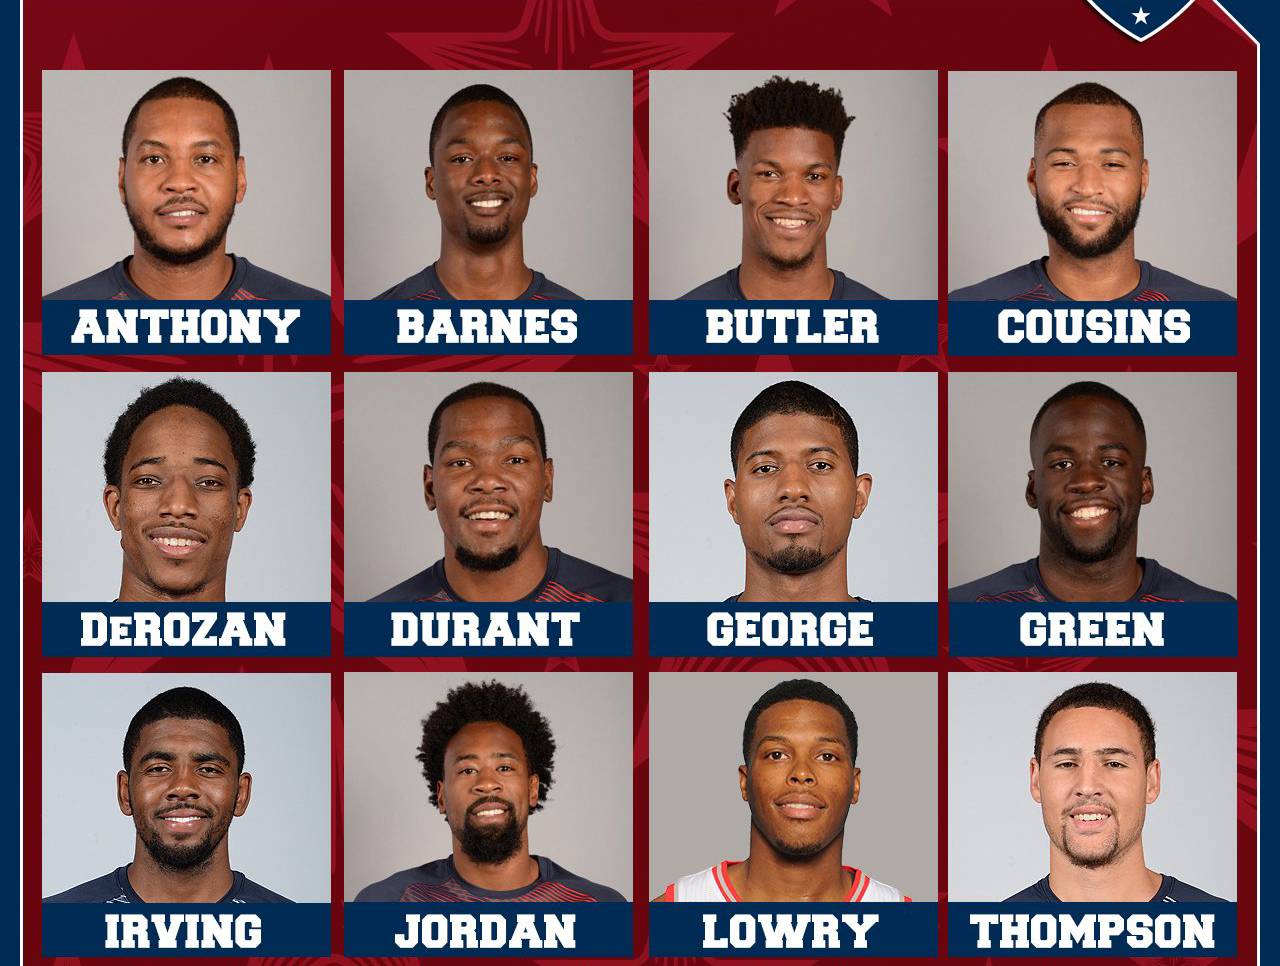 ANTHONY
BARNES
BUTLER
COUSINS
DeROZAN
DURANT
GEORGE
GREEN
IRVING
JORDAN
LOWRY
THOMPSON